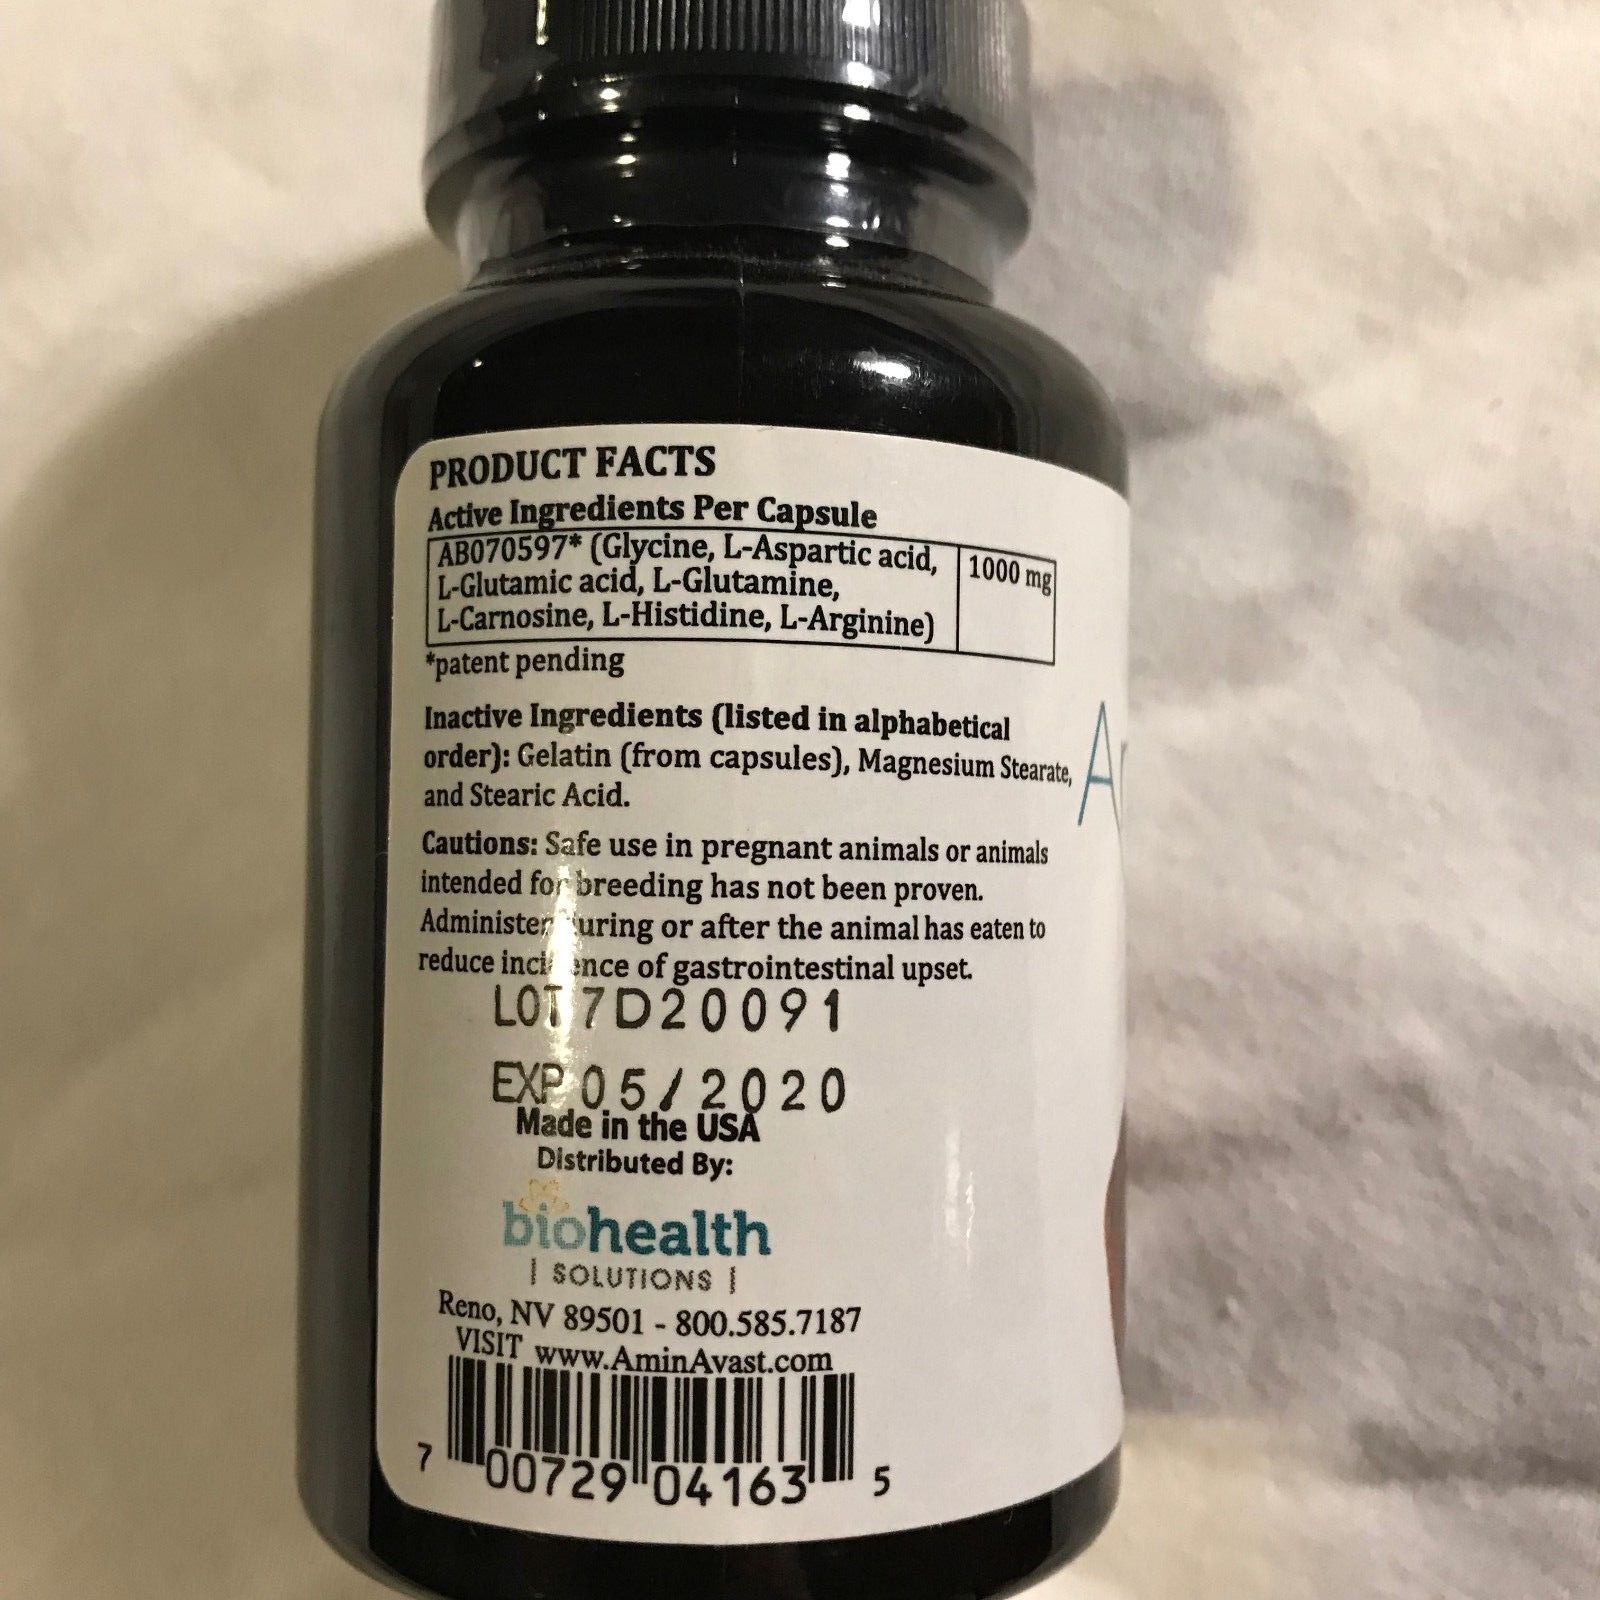 PRODUCT FACTS
Active Ingredients Per Capsule
AB070597* (Glycine, L-Aspartic acid,
L-Glutamic acid, L-Glutamine,
L-Carnosine, L-Histidine, L-Arginine)
1000 mg
*patent pending
Inactive Ingredients (listed in alphabetical
order): Gelatin (from capsules), Magnesium Stearate,
and Stearic Acid.
Cautions: Safe use in pregnant animals or animals
intended for breeding has not been proven.
Administer during or after the animal has eaten to
reduce incidence of gastrointestinal upset.
LOT 7D20091
EXP 05/2020
Made in the USA
Distributed By:
biohealth
| SOLUTIONS |
Reno, NV 89501 - 800.585.7187
VISIT www.AminAvast.com
7 00729 04163 5